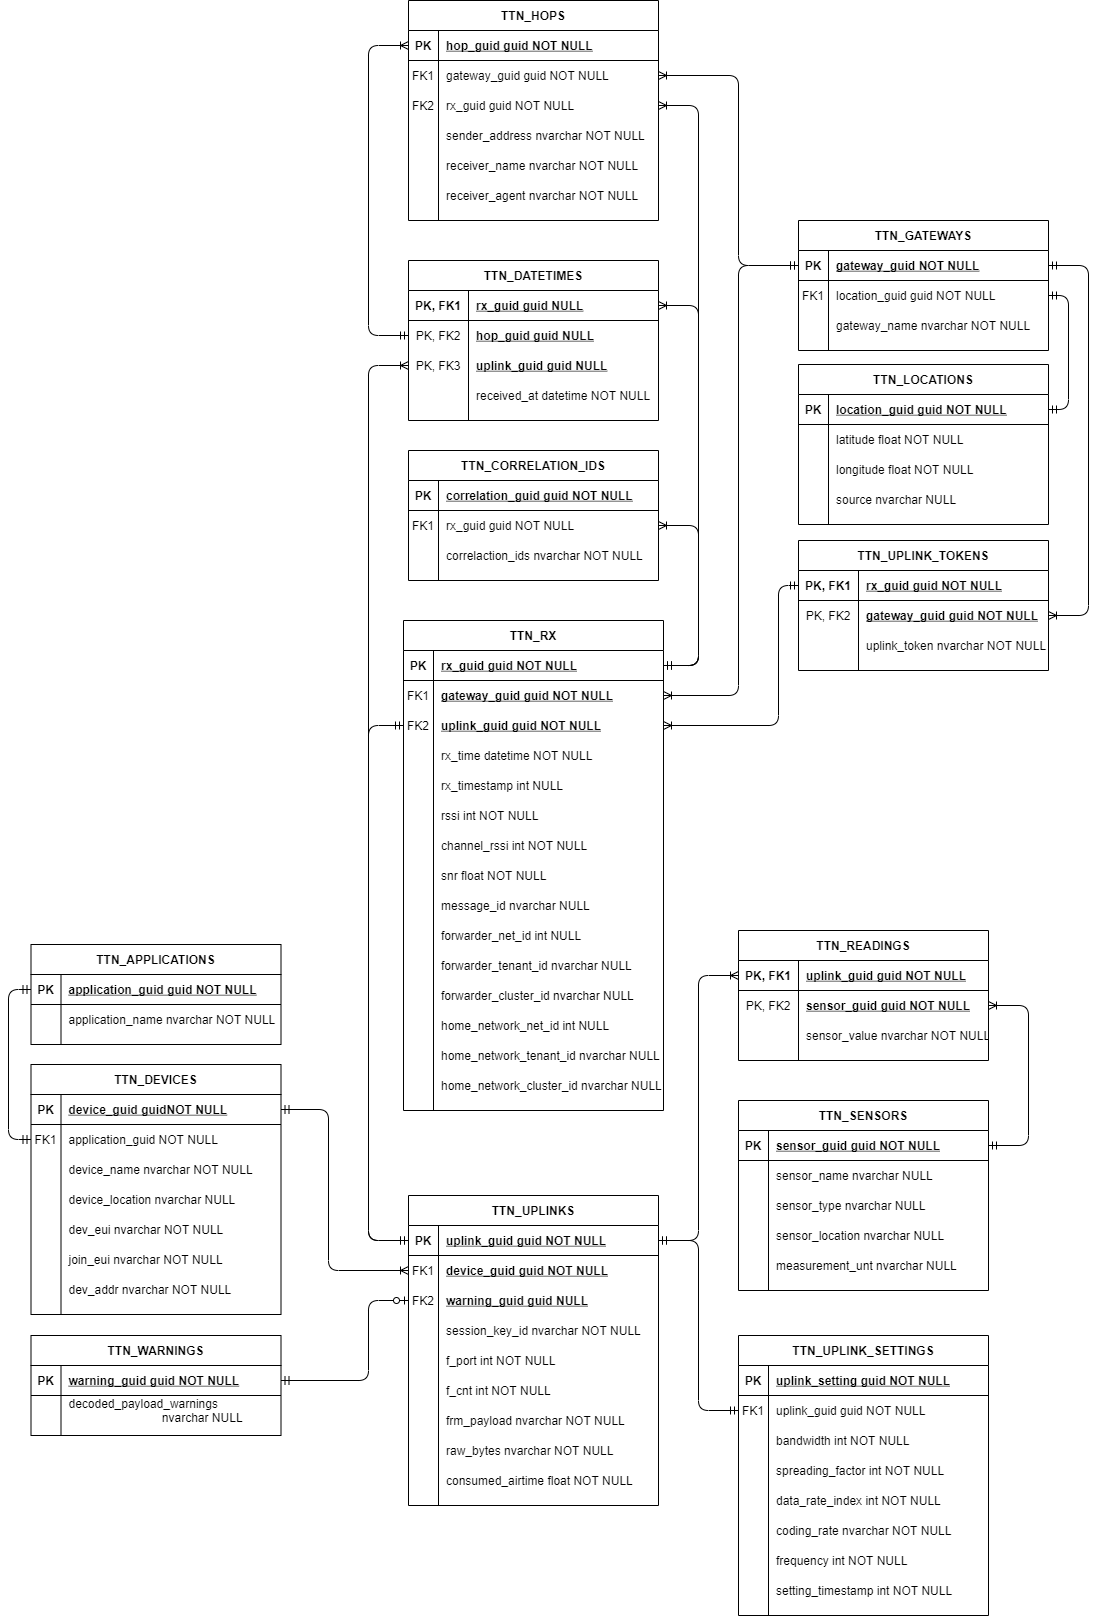 TTN_HOPS
PK hop_guid guid NOT NULL
FK1 gateway_guid guid NOT NULL
FK2 rx_guid guid NOT NULL
sender_address nvarchar NOT NULL
receiver_name nvarchar NOT NULL
receiver_agent nvarchar NOT NULL
TTN_DATETIMES
PK, FK1 rx_guid guid NULL
PK, FK2 hop_guid guid NULL
PK, FK3 uplink_guid guid NULL
received_at datetime NOT NULL
TTN_CORRELATION_IDS
PK correlation_guid guid NOT NULL
FK1 rx_guid guid NOT NULL
correlaction_ids nvarchar NOT NULL
TTN_RX
PK rx_guid guid NOT NULL
FK1 gateway_guid guid NOT NULL
FK2 uplink_guid guid NOT NULL
rx_time datetime NOT NULL
rx_timestamp int NULL
rssi int NOT NULL
channel_rssi int NOT NULL
snr float NOT NULL
message_id nvarchar NULL
forwarder_net_id int NULL
forwarder_tenant_id nvarchar NULL
forwarder_cluster_id nvarchar NULL
home_network_net_id int NULL
home_network_tenant_id nvarchar NULL
home_network_cluster_id nvarchar NULL
TTN_GATEWAYS
PK gateway_guid NOT NULL
FK1 location_guid guid NOT NULL
gateway_name nvarchar NOT NULL
TTN_LOCATIONS
PK location_guid guid NOT NULL
latitude float NOT NULL
longitude float NOT NULL
source nvarchar NULL
TTN_UPLINK_TOKENS
PK, FK1 rx_guid guid NOT NULL
PK, FK2 gateway_guid guid NOT NULL
uplink_token nvarchar NOT NULL
TTN_APPLICATIONS
PK application_guid guid NOT NULL
application_name nvarchar NOT NULL
TTN_DEVICES
PK device_guid guidNOT NULL
FK1 application_guid NOT NULL
device_name nvarchar NOT NULL
device_location nvarchar NULL
dev_eui nvarchar NOT NULL
join_eui nvarchar NOT NULL
dev_addr nvarchar NOT NULL
TTN_WARNINGS
PK warning_guid guid NOT NULL
decoded_payload_warnings
nvarchar NULL
TTN_UPLINKS
PK uplink_guid guid NOT NULL
FK1 device_guid guid NOT NULL
FK2 warning_guid guid NULL
session_key_id nvarchar NOT NULL
f_port int NOT NULL
f_cnt int NOT NULL
frm_payload nvarchar NOT NULL
raw_bytes nvarchar NOT NULL
consumed_airtime float NOT NULL
TTN_READINGS
PK, FK1 uplink_guid guid NOT NULL
PK, FK2 sensor_guid guid NOT NULL
sensor_value nvarchar NOT NULL
TTN_SENSORS
PK sensor_guid guid NOT NULL
sensor_name nvarchar NULL
sensor_type nvarchar NULL
sensor_location nvarchar NULL
measurement_unt nvarchar NULL
TTN_UPLINK_SETTINGS
PK uplink_setting guid NOT NULL
FK1 uplink_guid guid NOT NULL
bandwidth int NOT NULL
spreading_factor int NOT NULL
data_rate_index int NOT NULL
coding_rate nvarchar NOT NULL
frequency int NOT NULL
setting_timestamp int NOT NULL